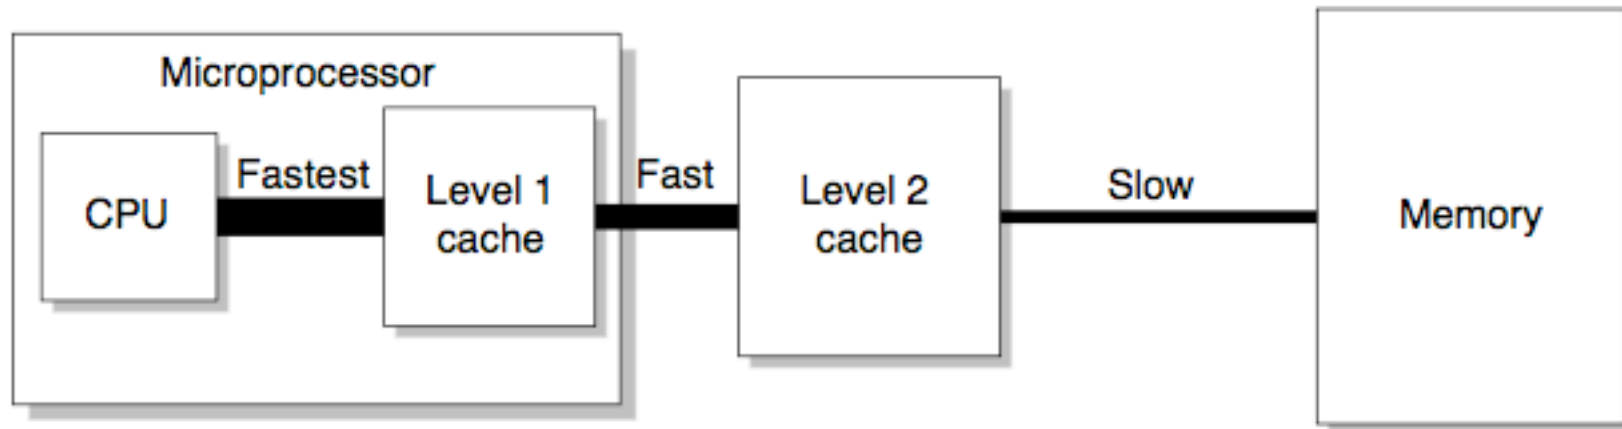 Microprocessor
CPU
Fastest
Level 1
cache
Fast
Level 2
cache
Slow
Memory